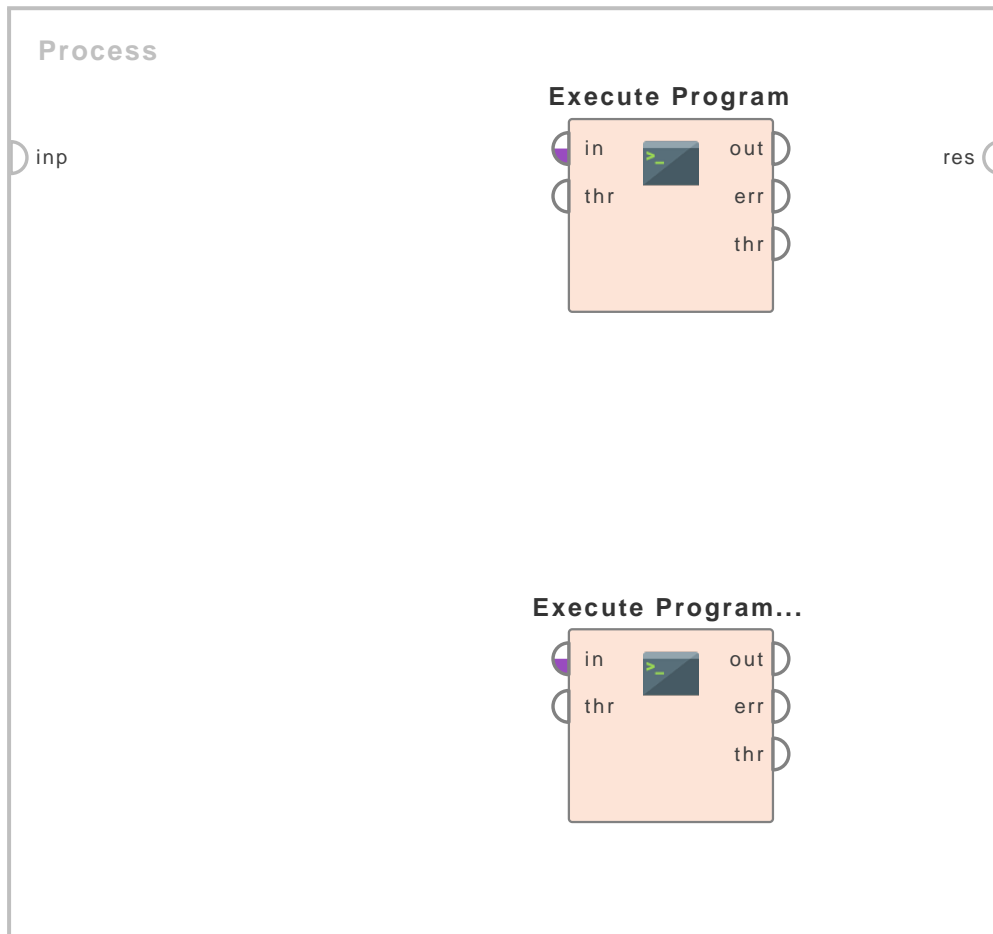 Process
Execute Program
inp
in out
res
thr err
thr
>_
Execute Program...
in out
thr err
thr
>_